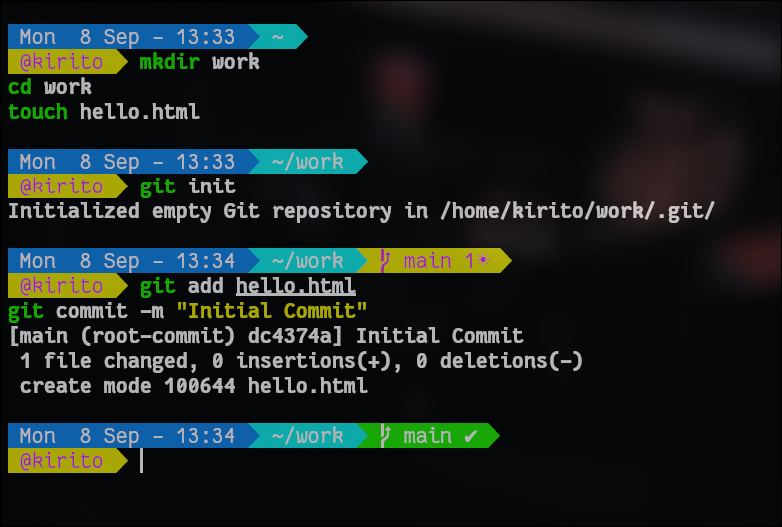 Mon  8 Sep - 13:33  ~
@kirito  mkdir work
cd work
touch hello.html
Mon  8 Sep - 13:33  ~/work
@kirito  git init
Initialized empty Git repository in /home/kirito/work/.git/
Mon  8 Sep - 13:34  ~/work  main 1☀
@kirito  git add hello.html
git commit -m "Initial Commit"
[main (root-commit) dc4374a] Initial Commit
 1 file changed, 0 insertions(+), 0 deletions(-)
 create mode 100644 hello.html
Mon  8 Sep - 13:34  ~/work  main ✔
@kirito